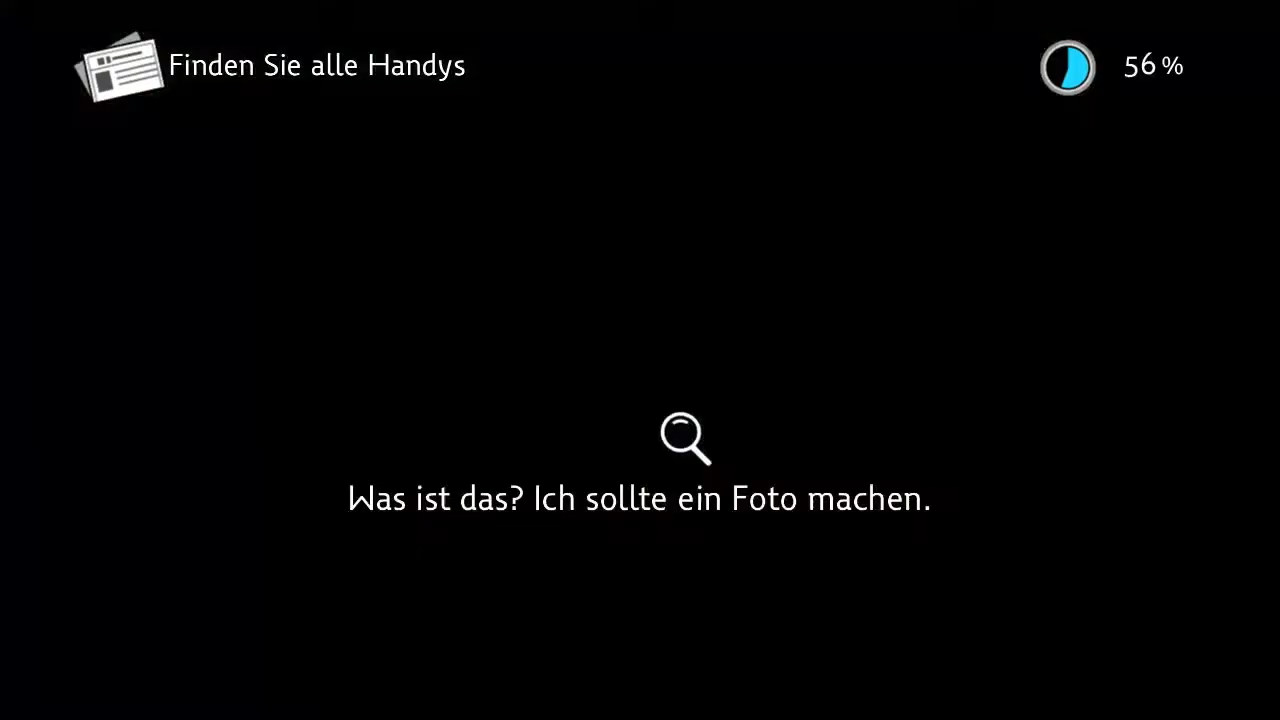 Finden Sie alle Handys
56 %
Was ist das? Ich sollte ein Foto machen.